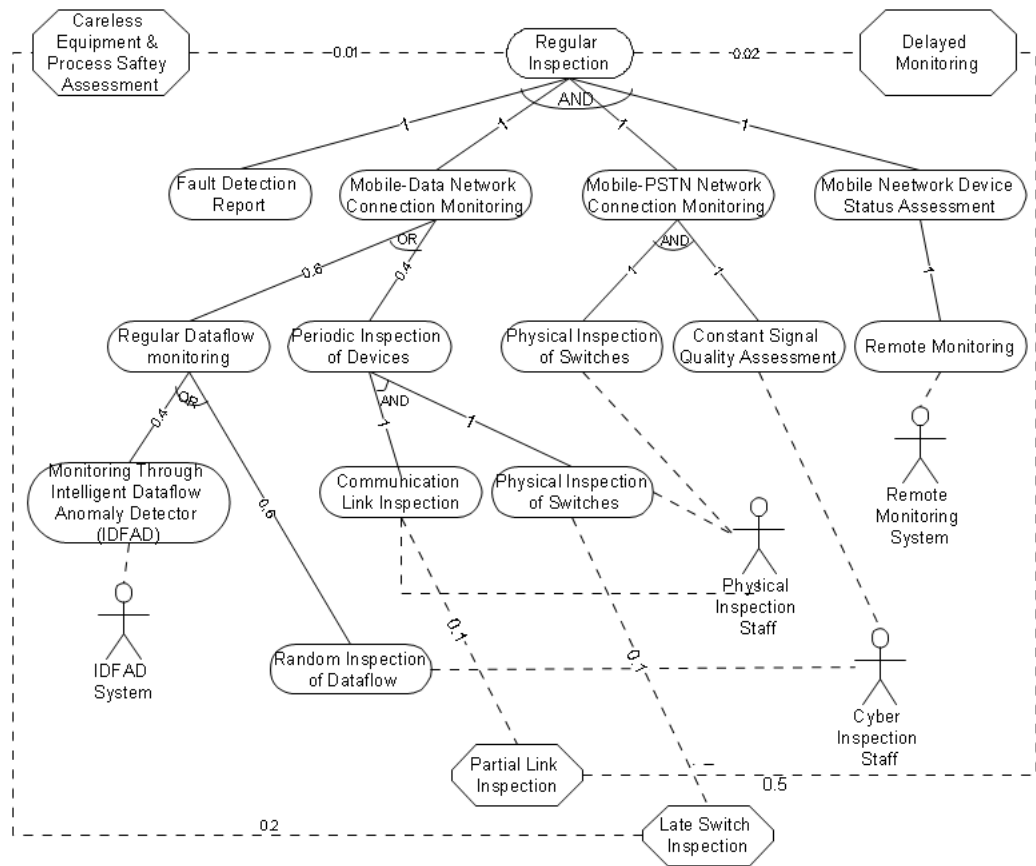 Careless
Equipment &
Process Saftey
Assessment
0.01
Regular
Inspection
0.02
Delayed
Monitoring
AND
1
1
1
1
Fault Detection
Report
Mobile-Data Network
Connection Monitoring
Mobile-PSTN Network
Connection Monitoring
Mobile Neetwork Device
Status Assessment
OR
AND
0.6
0.4
1
1
1
Regular Dataflow
monitoring
Periodic Inspection
of Devices
Physical Inspection
of Switches
Constant Signal
Quality Assessment
Remote Monitoring
OR
AND
0.4
1
1
Monitoring Through
Intelligent Dataflow
Anomaly Detector
(IDFAD)
0.6
Communication
Link Inspection
Physical Inspection
of Switches
Remote
Monitoring
System
Physical
Inspection
Staff
IDFAD
System
Random Inspection
of Dataflow
0.1
0.1
Cyber
Inspection
Staff
Partial Link
Inspection
0.5
0.2
Late Switch
Inspection